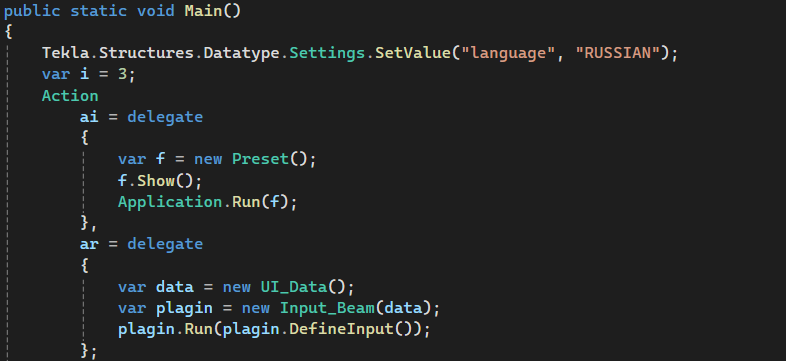 public static void Main()
{
Tekla.Structures.Datatype.Settings.SetValue("language", "RUSSIAN");
var i = 3;
Action
ai = delegate
{
var f = new Preset();
f.Show();
Application.Run(f);
},
ar = delegate
{
var data = new UI_Data();
var plagin = new Input_Beam(data);
plagin.Run(plagin.DefineInput());
};